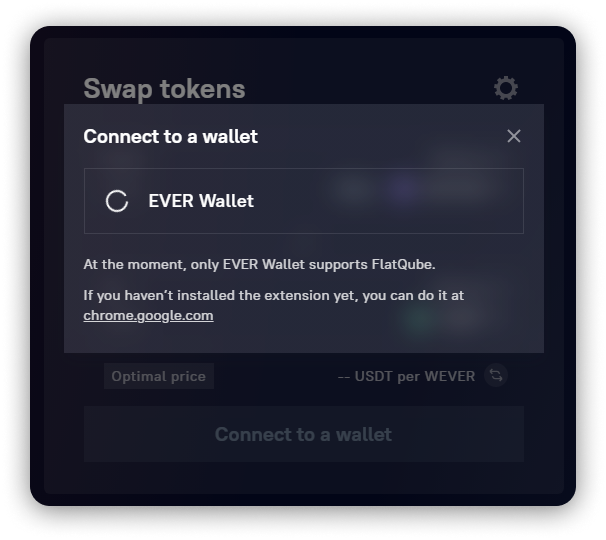 Swap tokens
Connect to a wallet
EVER Wallet
At the moment, only EVER Wallet supports FlatQube.
If you haven’t installed the extension yet, you can do it at
chrome.google.com
Optimal price
-- USDT per WEVER
Connect to a wallet